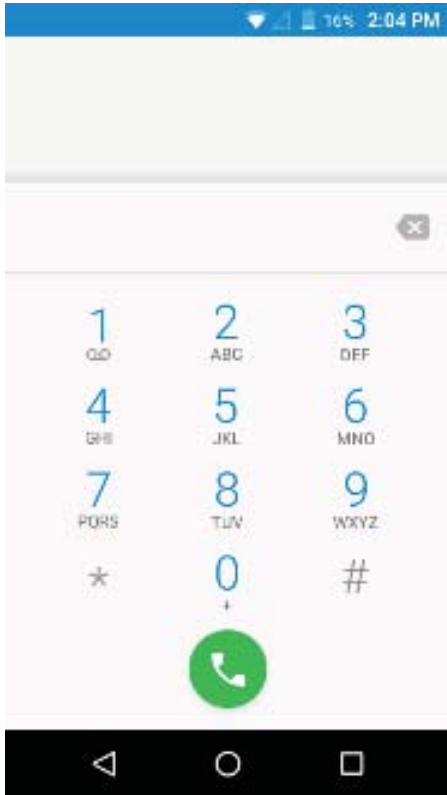 16% 2:04 PM
1 2 3
ABC DEF
4 5 6
GHI JKL MNO
7 8 9
PQRS TUV WXYZ
* 0 #
+